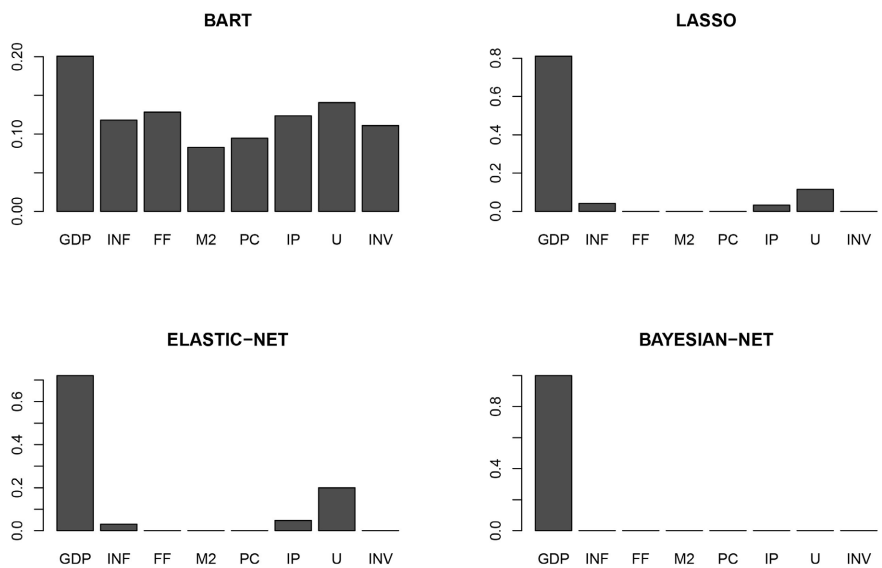 BART
0.00 0.10 0.20
GDP INF FF M2 PC IP U INV
LASSO
0.0 0.2 0.4 0.6 0.8
GDP INF FF M2 PC IP U INV
ELASTIC−NET
0.0 0.2 0.4 0.6
GDP INF FF M2 PC IP U INV
BAYESIAN−NET
0.0 0.4 0.8
GDP INF FF M2 PC IP U INV